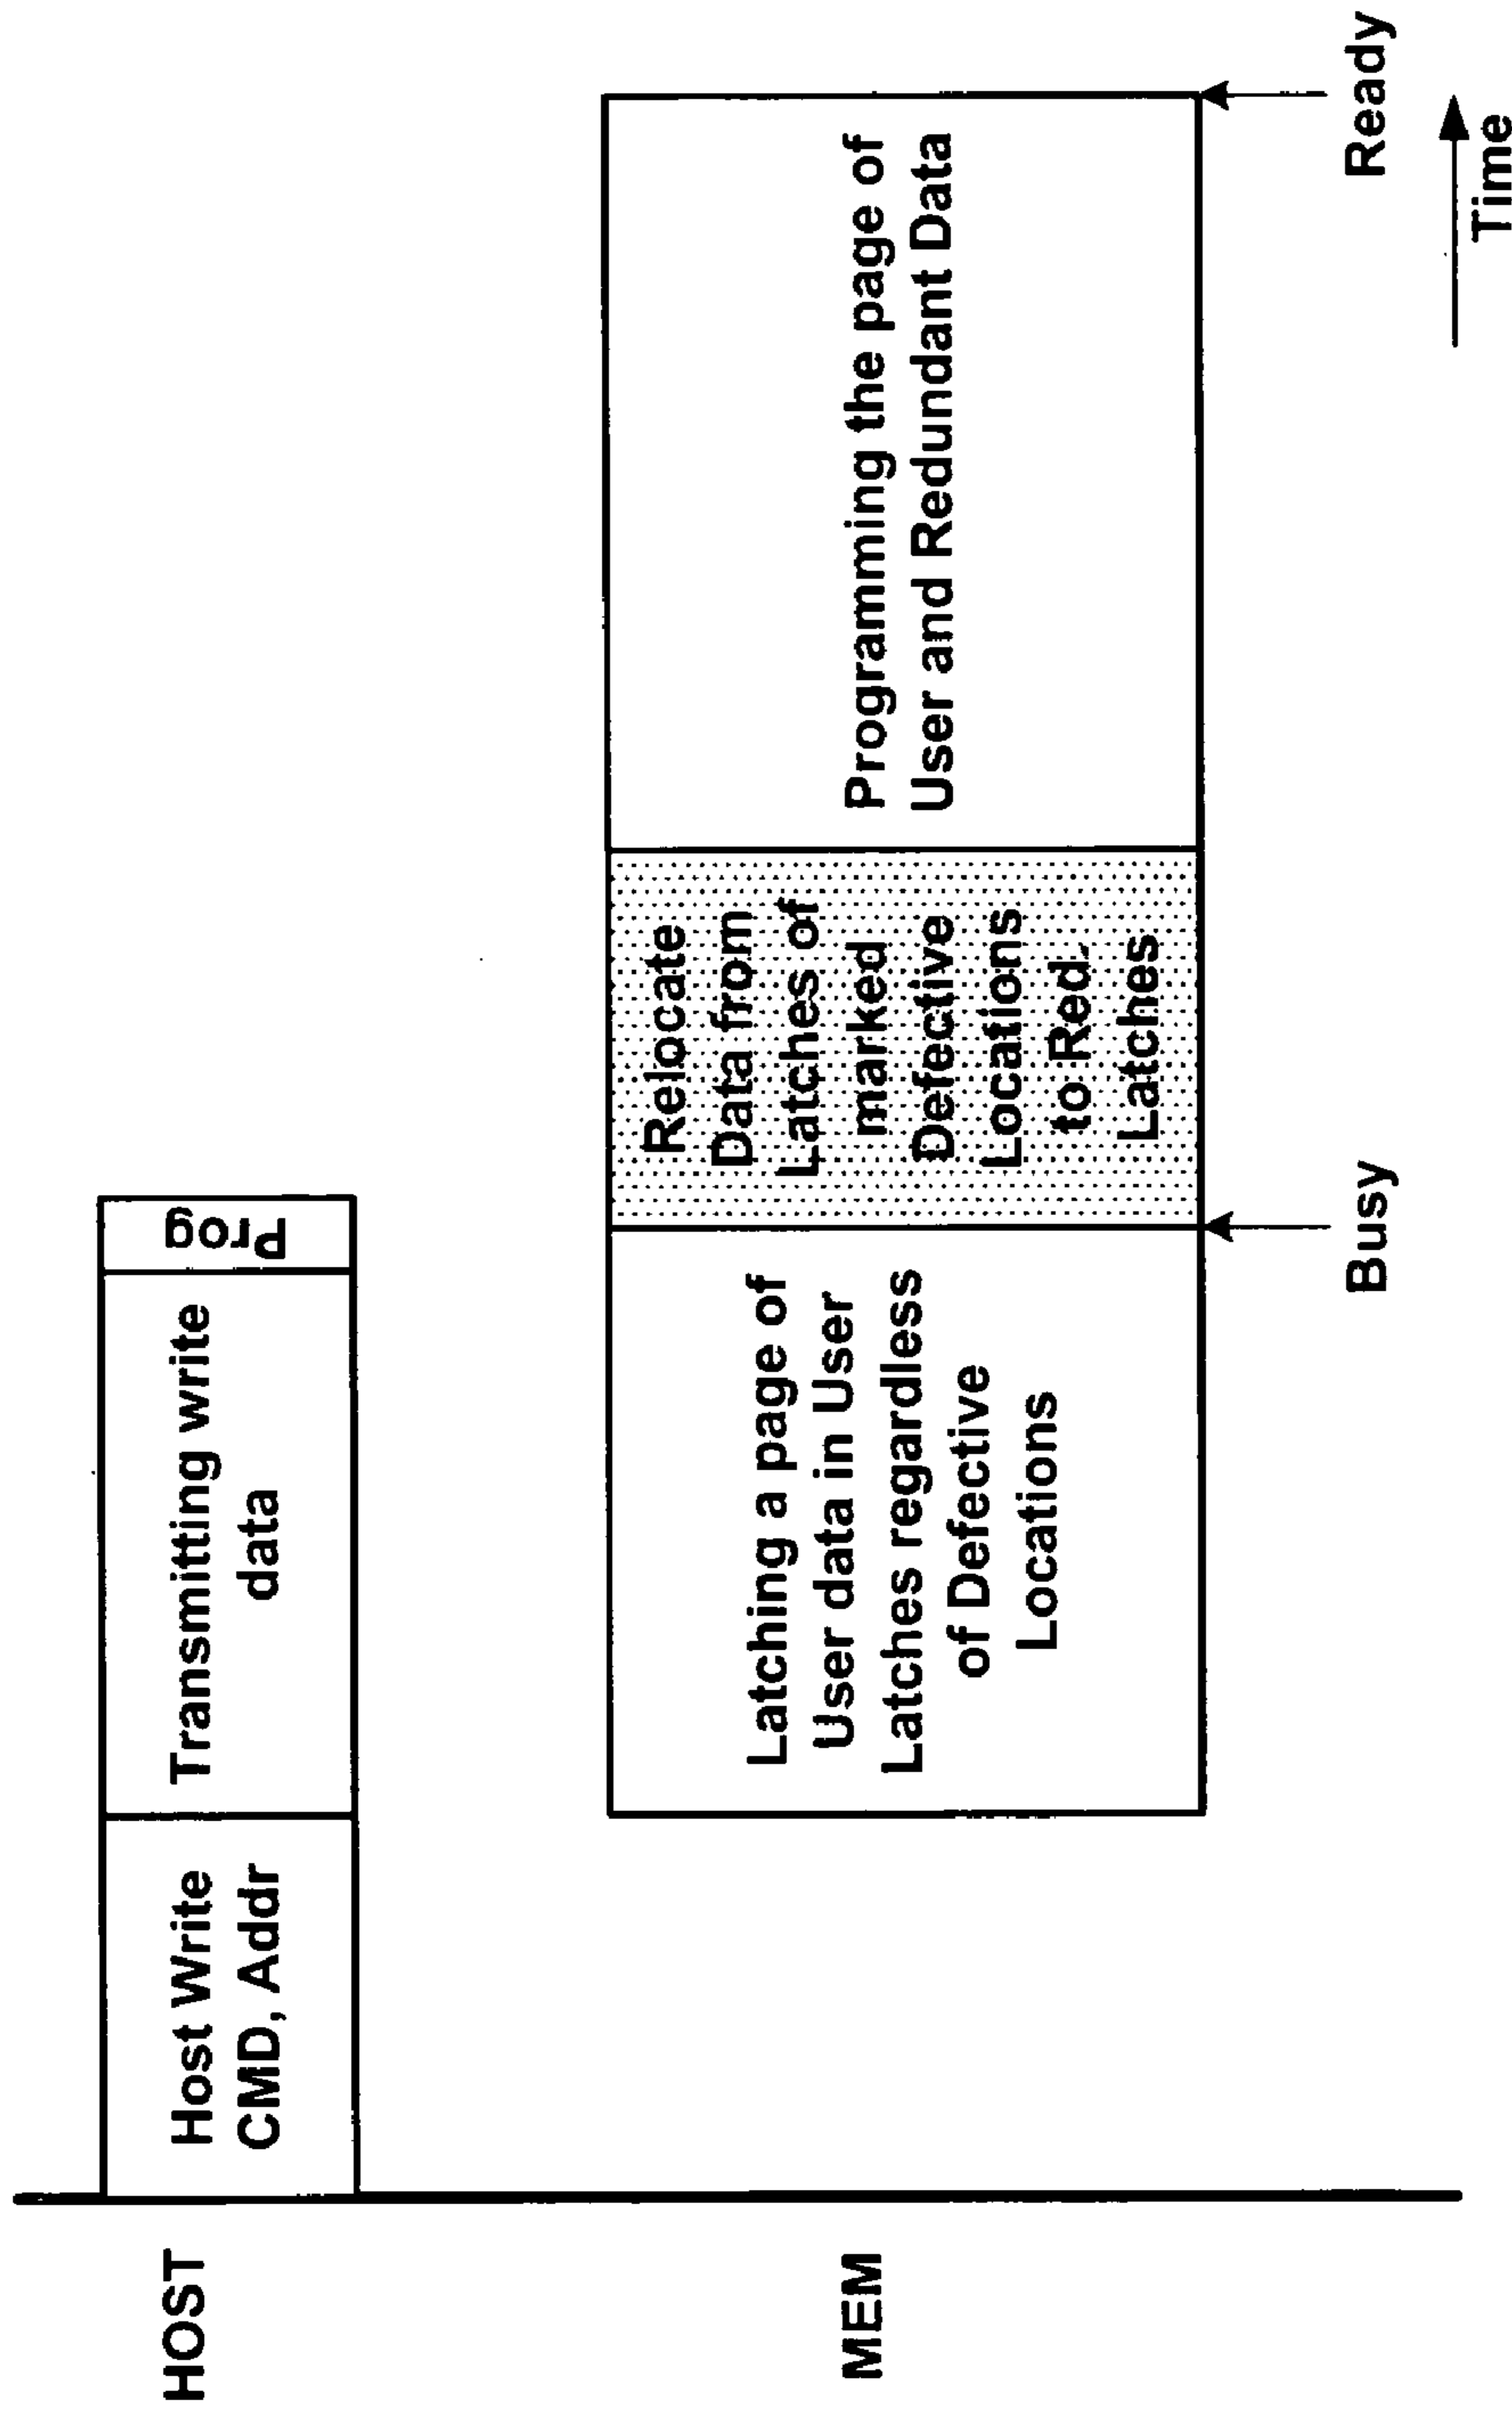 HOST
Host Write
CMD, Addr
Transmitting write
data
Prog
MEM
Latching a page of
User data in User
Latches regardless
of Defective
Locations
Relocate
Data from
Latches of
marked
Defective
Locations
to Red.
Latches
Programming the page of
User and Redundant Data
Busy
Ready
Time